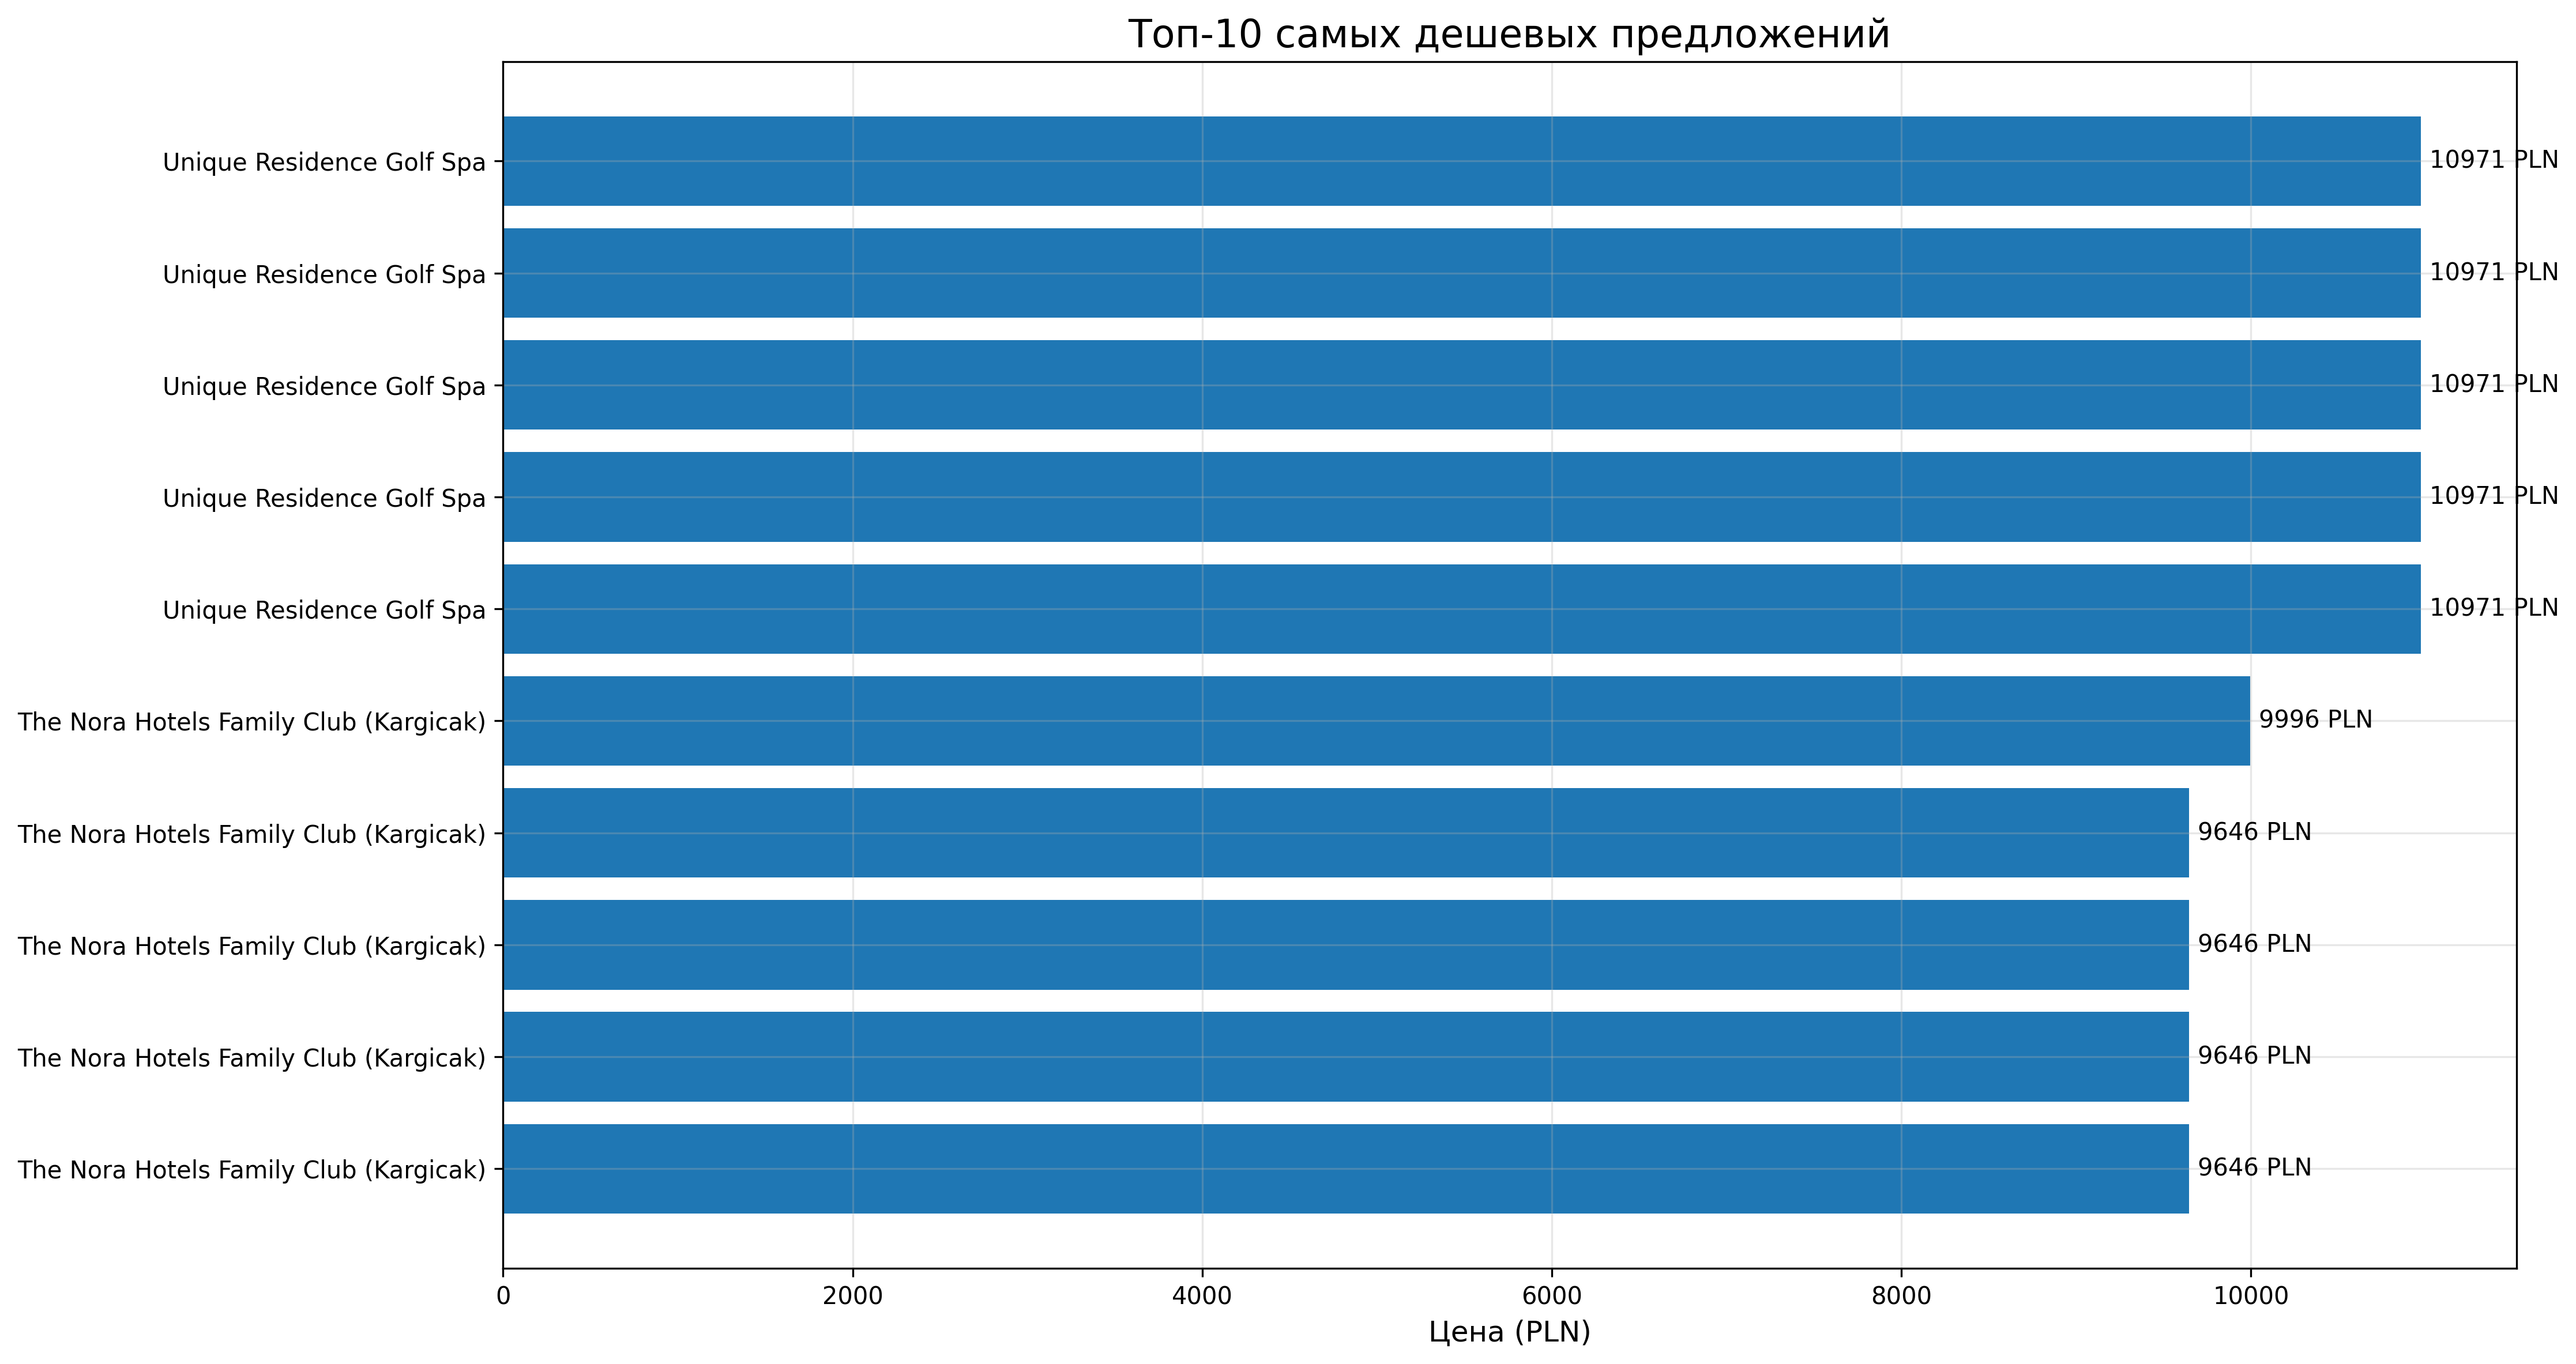 Топ-10 самых дешевых предложений
Unique Residence Golf Spa 10971 PLN
Unique Residence Golf Spa 10971 PLN
Unique Residence Golf Spa 10971 PLN
Unique Residence Golf Spa 10971 PLN
Unique Residence Golf Spa 10971 PLN
The Nora Hotels Family Club (Kargicak) 9996 PLN
The Nora Hotels Family Club (Kargicak) 9646 PLN
The Nora Hotels Family Club (Kargicak) 9646 PLN
The Nora Hotels Family Club (Kargicak) 9646 PLN
The Nora Hotels Family Club (Kargicak) 9646 PLN
0 2000 4000 6000 8000 10000
Цена (PLN)